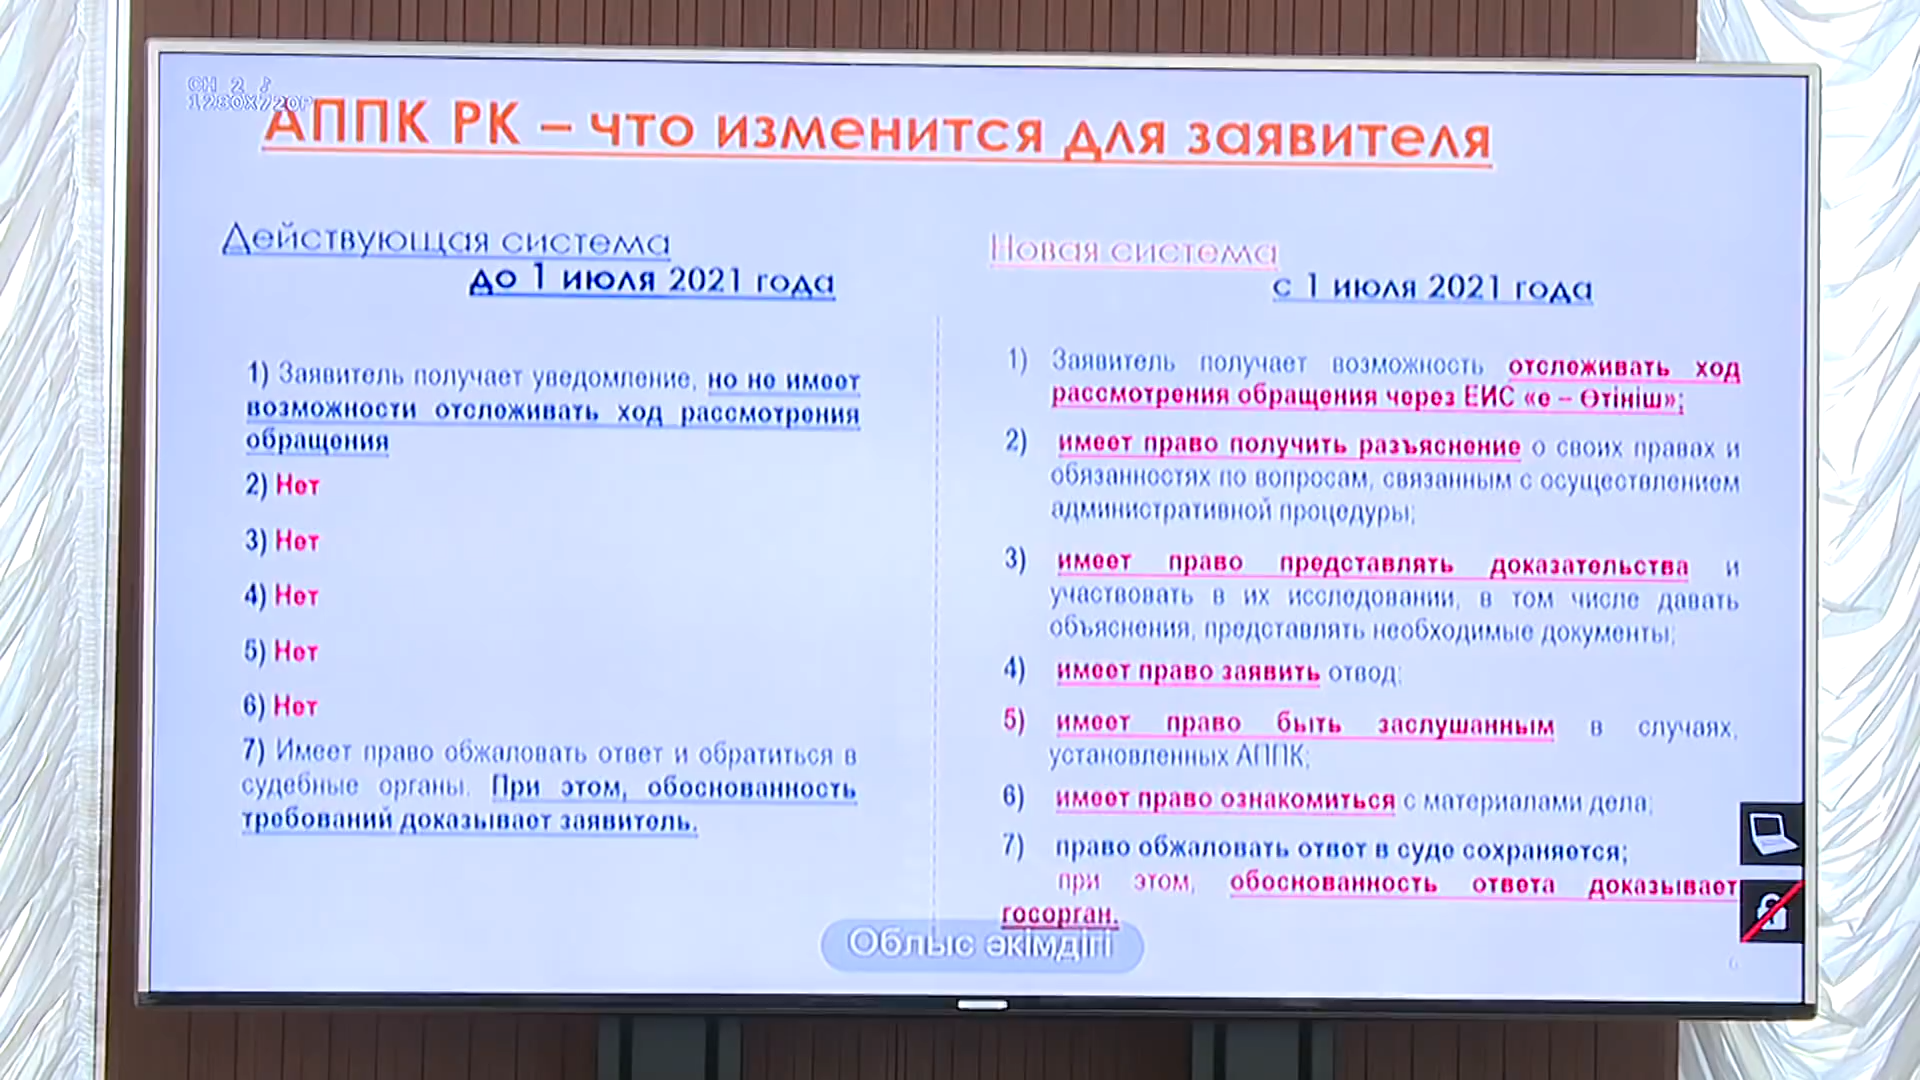 CH 2 ♪
1280X720P
АППК РК – что изменится для заявителя
Действующая система
до 1 июля 2021 года
1) Заявитель получает уведомление, но не имеет
возможности отслеживать ход рассмотрения
обращения
2) Нет
3) Нет
4) Нет
5) Нет
6) Нет
7) Имеет право обжаловать ответ и обратиться в
судебные органы. При этом, обоснованность
требований доказывает заявитель.
Новая система
с 1 июля 2021 года
1) Заявитель получает возможность отслеживать ход
рассмотрения обращения через ЕИС «е – Өтініш»;
2) имеет право получить разъяснение о своих правах и
обязанностях по вопросам, связанным с осуществлением
административной процедуры;
3) имеет право представлять доказательства и
участвовать в их исследовании, в том числе давать
объяснения, представлять необходимые документы;
4) имеет право заявить отвод;
5) имеет право быть заслушанным в случаях,
установленных АППК;
6) имеет право ознакомиться с материалами дела;
7) право обжаловать ответ в суде сохраняется;
при этом, обоснованность ответа доказывает
госорган.
Облыс әкімдігі
6